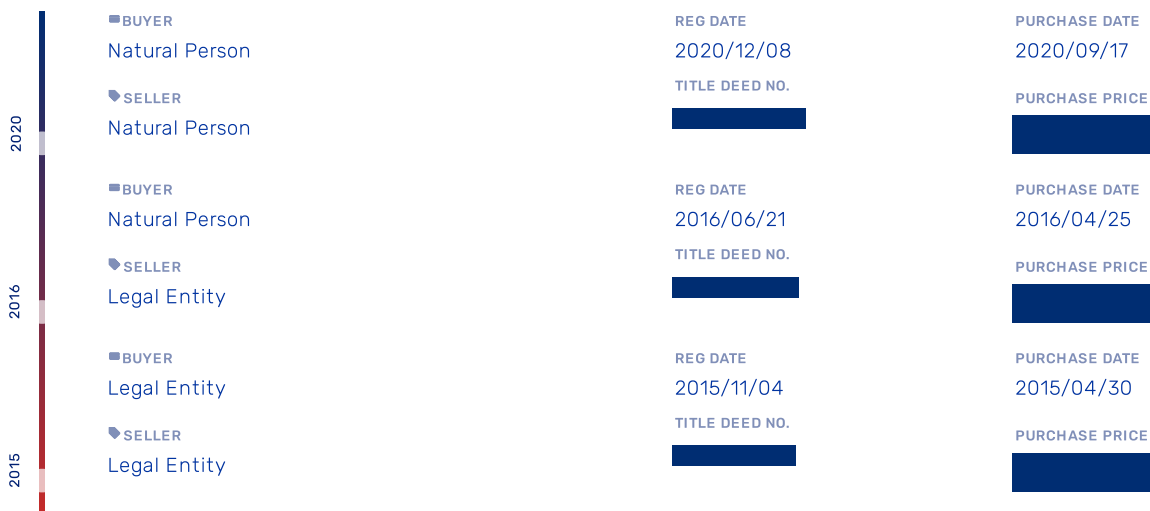 BUYER
Natural Person
REG DATE
2020/12/08
PURCHASE DATE
2020/09/17
SELLER
Natural Person
TITLE DEED NO.
PURCHASE PRICE
2020
BUYER
Natural Person
REG DATE
2016/06/21
PURCHASE DATE
2016/04/25
SELLER
Legal Entity
TITLE DEED NO.
PURCHASE PRICE
2016
BUYER
Legal Entity
REG DATE
2015/11/04
PURCHASE DATE
2015/04/30
SELLER
Legal Entity
TITLE DEED NO.
PURCHASE PRICE
2015